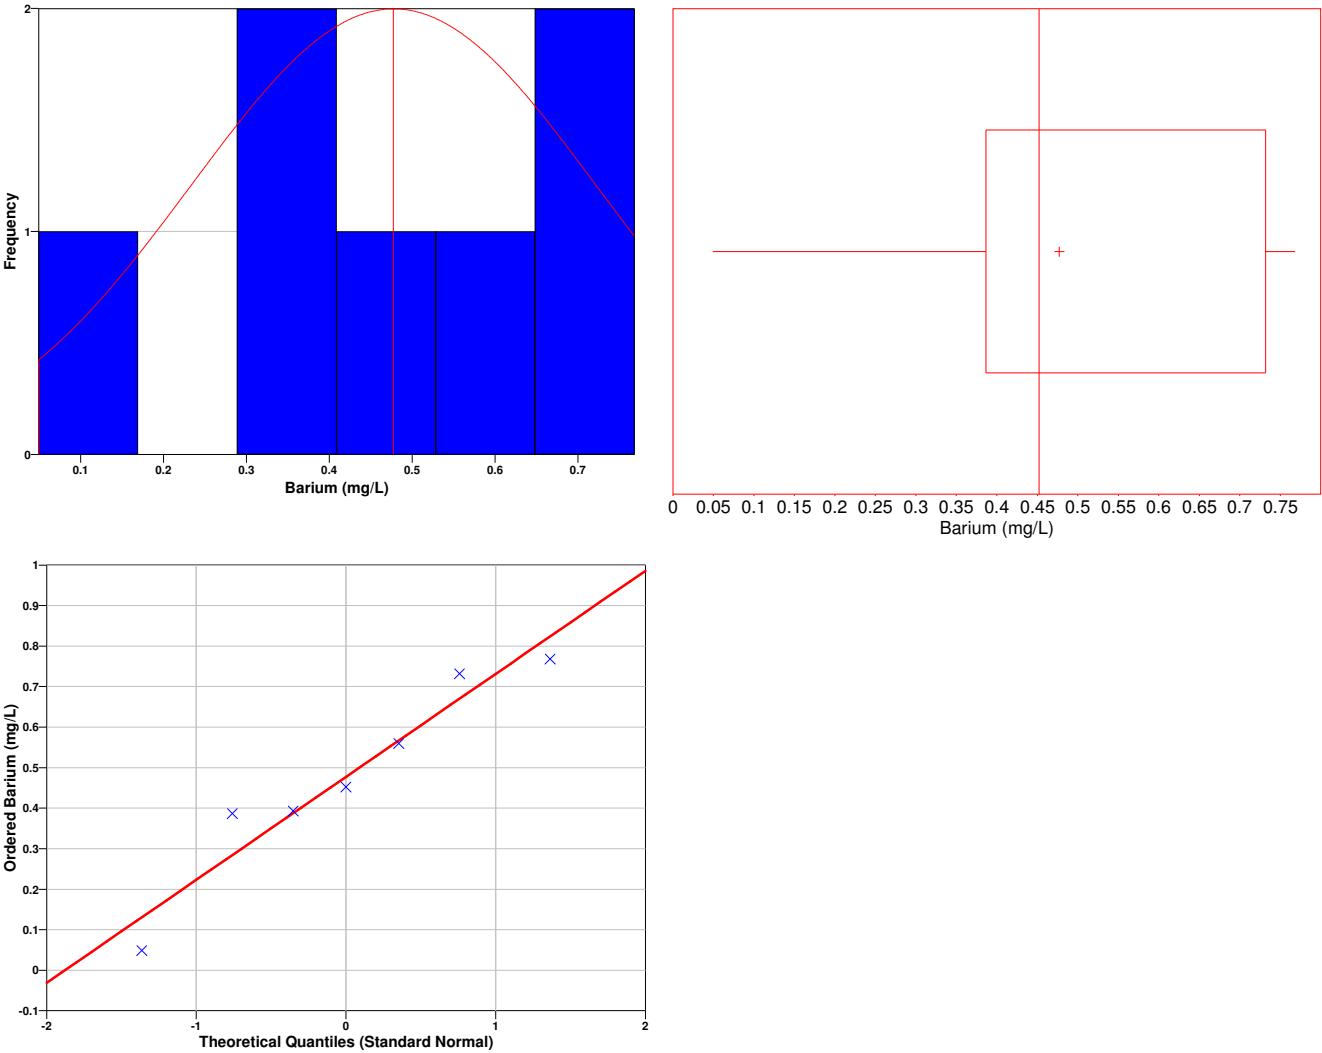 2
1
0
Frequency
0.1 0.2 0.3 0.4 0.5 0.6 0.7
Barium (mg/L)
0 0.05 0.1 0.15 0.2 0.25 0.3 0.35 0.4 0.45 0.5 0.55 0.6 0.65 0.7 0.75
Barium (mg/L)
1
0.9
0.8
0.7
0.6
0.5
0.4
0.3
0.2
0.1
0
-0.1
Ordered Barium (mg/L)
-2 -1 0 1 2
Theoretical Quantiles (Standard Normal)